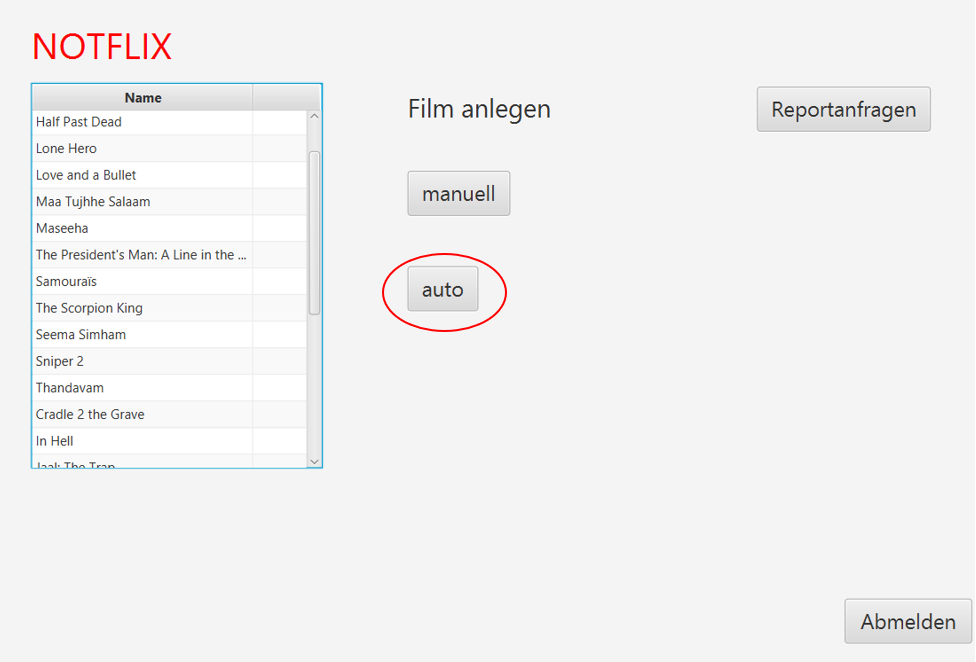 NOTFLIX
Name
Film anlegen
Reportanfragen
Half Past Dead
Lone Hero
Love and a Bullet
manuell
Maa Tujhhe Salaam
Maseeha
The President's Man: A Line in the ...
Samouraïs
auto
The Scorpion King
Seema Simham
Sniper 2
Thandavam
Cradle 2 the Grave
In Hell
Jaal: The Trap
Abmelden